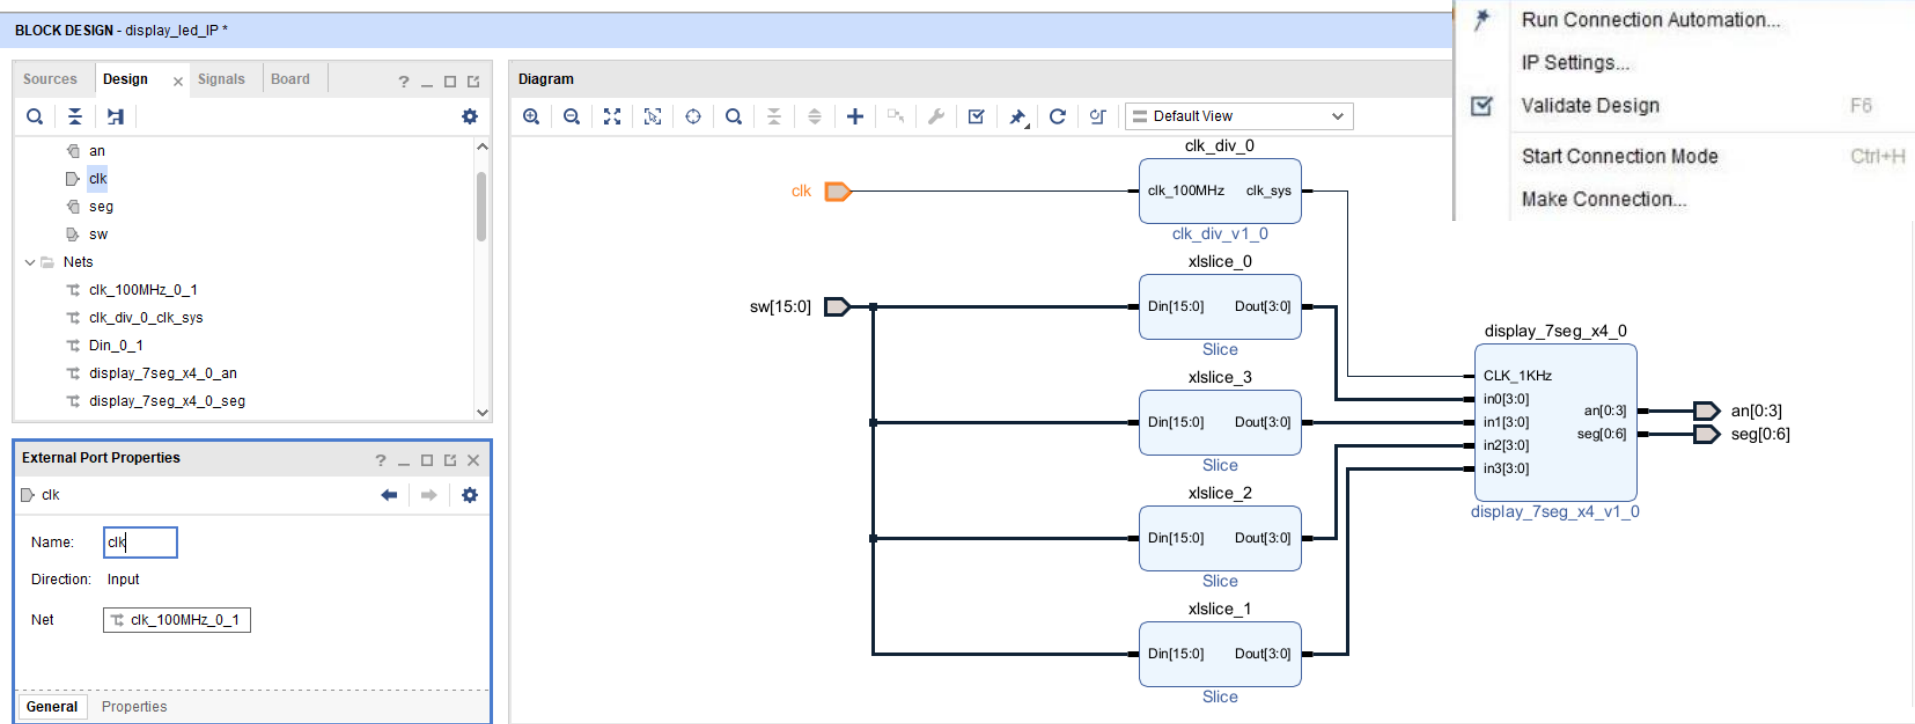 BLOCK DESIGN - display_led_IP *
Sources Design Signals Board
an
clk
seg
sw
Nets
clk_100MHz_0_1
clk_div_0_clk_sys
Din_0_1
display_7seg_x4_0_an
display_7seg_x4_0_seg
External Port Properties
clk
Name: clk
Direction: Input
Net clk_100MHz_0_1
General Properties
Diagram
Default View
clk_div_0
clk
clk_100MHz clk_sys
clk_div_v1_0
xlslice_0
sw[15:0]
Din[15:0] Dout[3:0]
Slice
xlslice_3
Din[15:0] Dout[3:0]
Slice
xlslice_2
Din[15:0] Dout[3:0]
Slice
xlslice_1
Din[15:0] Dout[3:0]
Slice
display_7seg_x4_0
CLK_1KHz
in0[3:0]
in1[3:0]
in2[3:0]
in3[3:0]
an[0:3]
seg[0:6]
display_7seg_x4_v1_0
an[0:3]
seg[0:6]
Run Connection Automation...
IP Settings...
Validate Design F6
Start Connection Mode Ctrl+H
Make Connection...